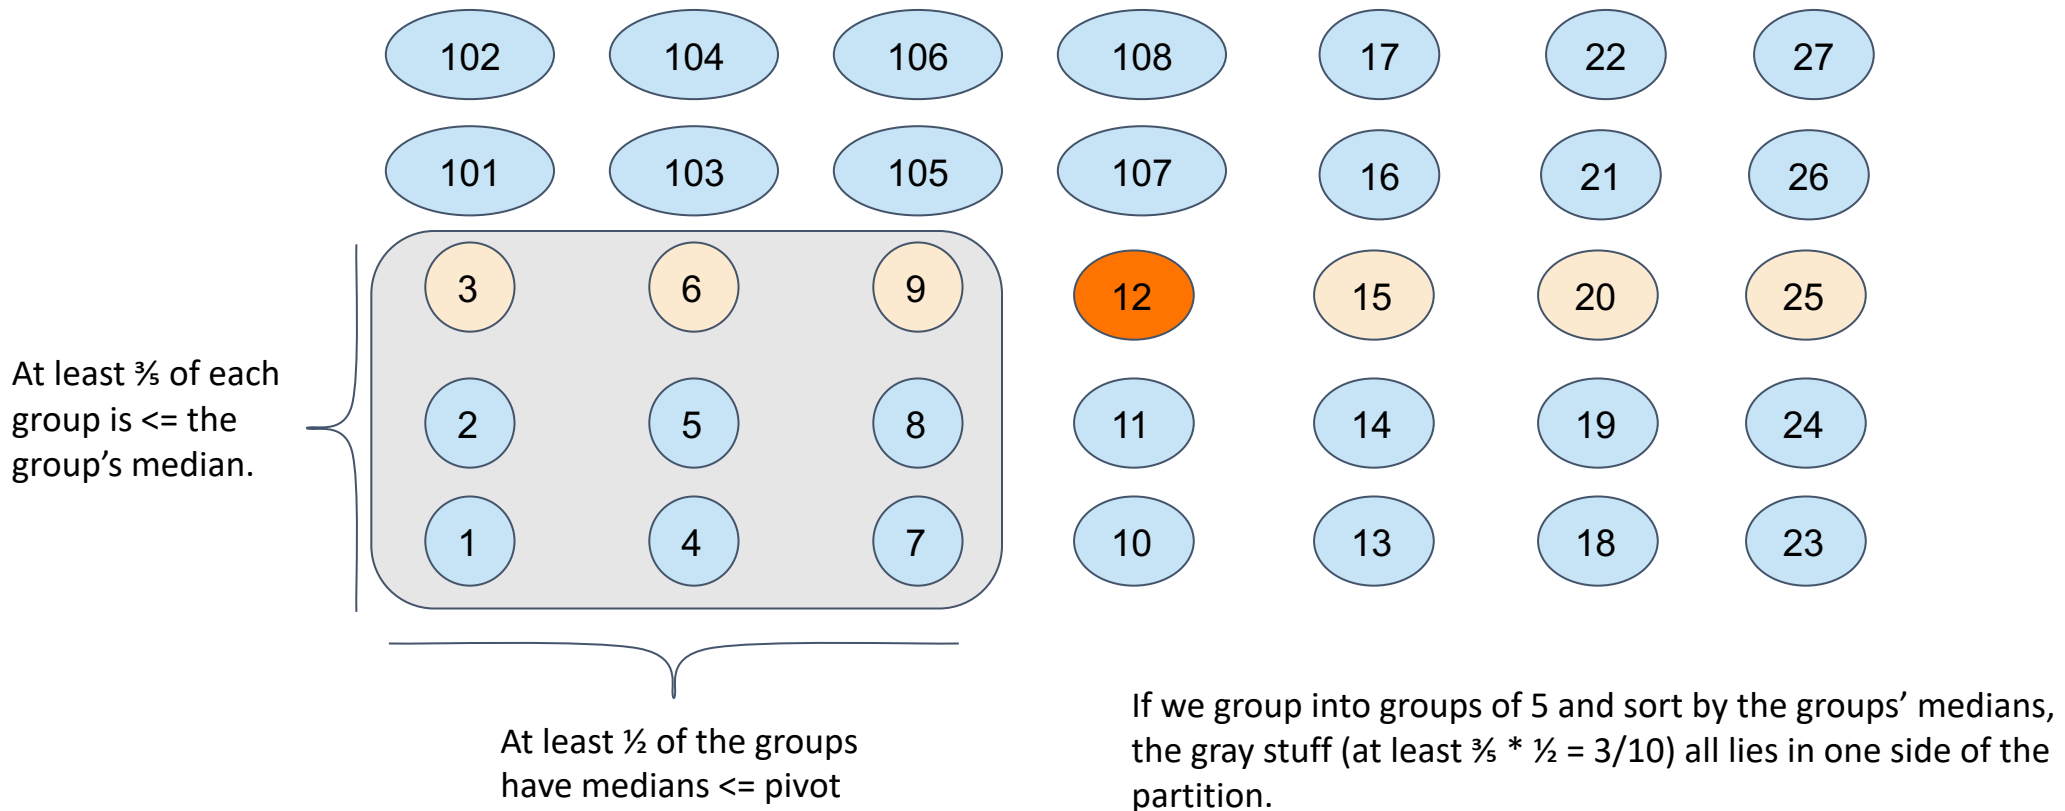 102 104 106 108 17 22 27
101 103 105 107 16 21 26
3 6 9 12 15 20 25
2 5 8 11 14 19 24
1 4 7 10 13 18 23
At least ⅗ of each
group is <= the
group’s median.
At least ½ of the groups
have medians <= pivot
If we group into groups of 5 and sort by the groups’ medians,
the gray stuff (at least ⅗ * ½ = 3/10) all lies in one side of the
partition.